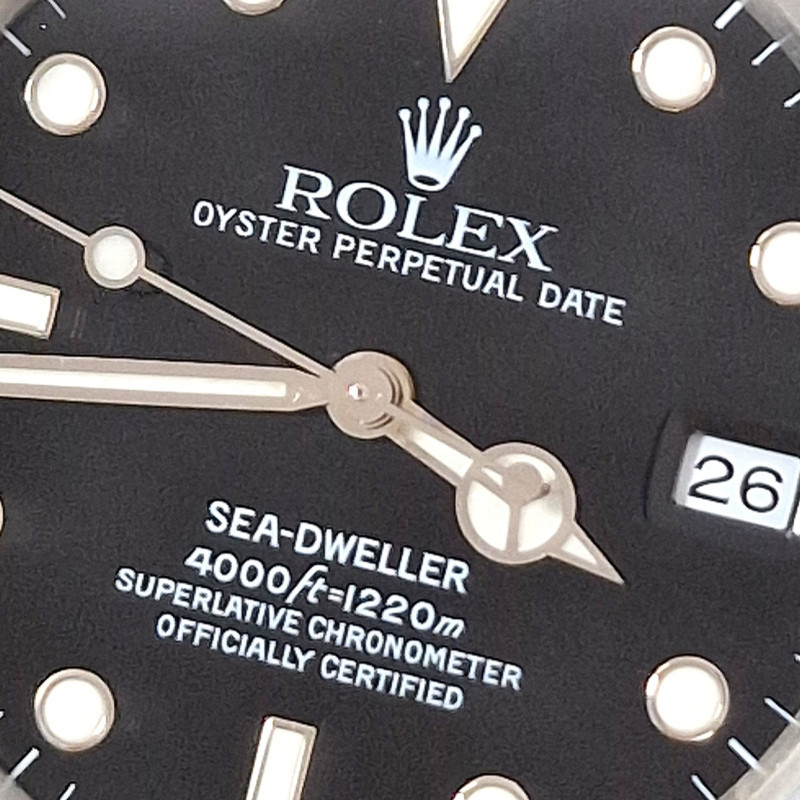 ROLEX
OYSTER PERPETUAL DATE
26
SEA-DWELLER
4000ft=1220m
SUPERLATIVE CHRONOMETER
OFFICIALLY CERTIFIED